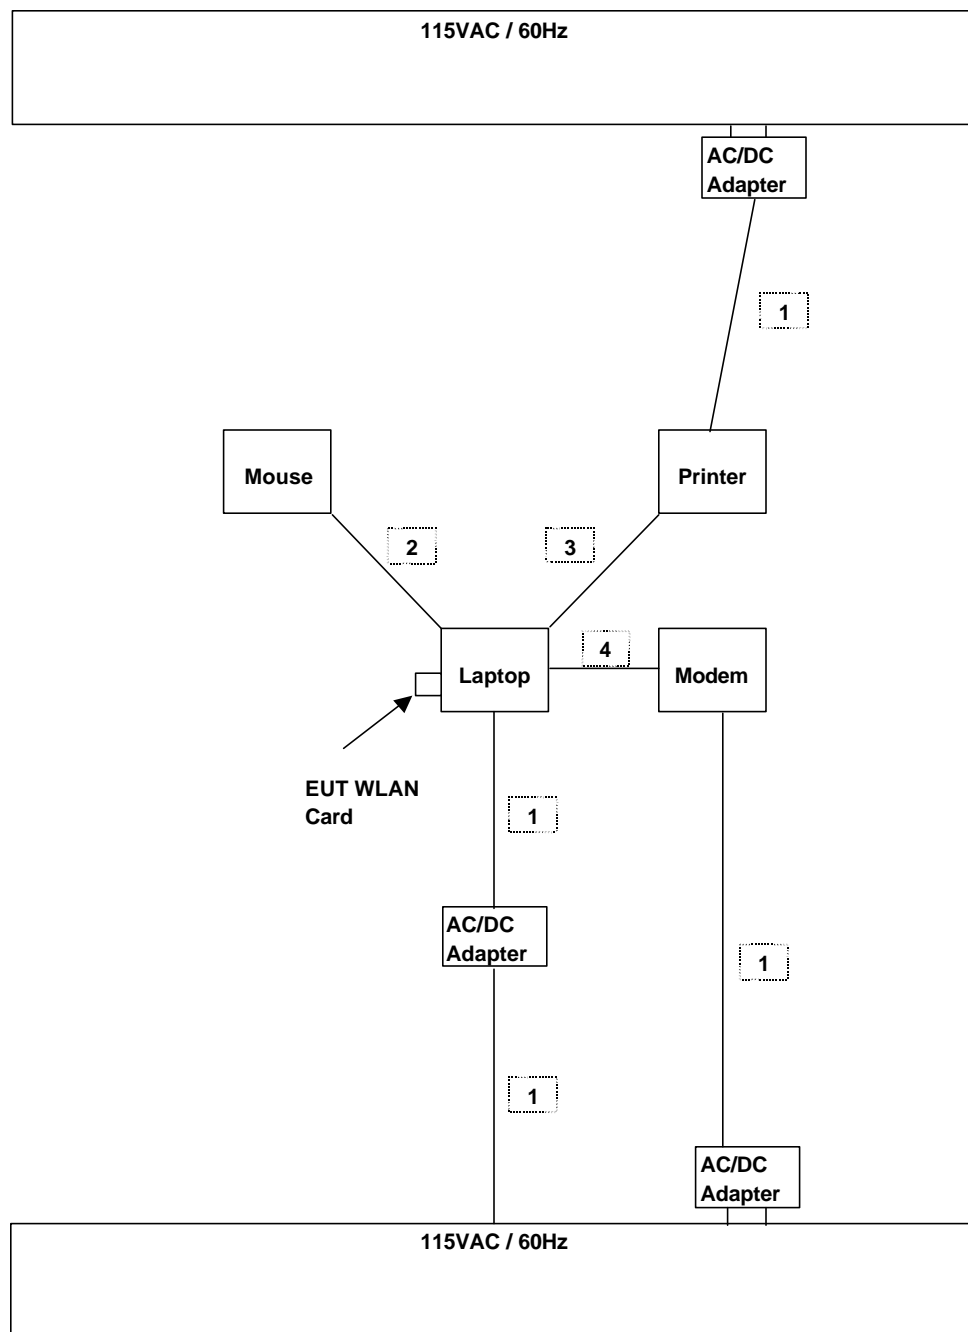 115VAC / 60Hz
AC/DC
Adapter
1
Mouse
Printer
2
3
4
Laptop
Modem
EUT WLAN
Card
1
AC/DC
Adapter
1
1
AC/DC
Adapter
115VAC / 60Hz